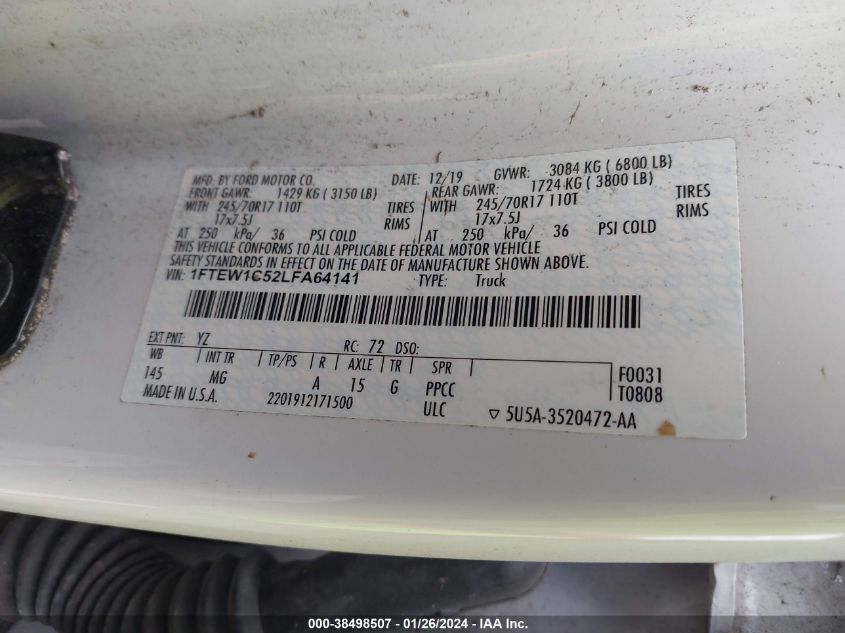 MFD. BY FORD MOTOR CO. DATE: 12/19 GVWR: 3084 KG ( 6800 LB)
FRONT GAWR: 1429 KG ( 3150 LB) REAR GAWR: 1724 KG ( 3800 LB)
WITH 245/70R17 110T TIRES WITH 245/70R17 110T TIRES
17x7.5J RIMS 17x7.5J RIMS
AT 250 kPa/ 36 PSI COLD AT 250 kPa/ 36 PSI COLD
THIS VEHICLE CONFORMS TO ALL APPLICABLE FEDERAL MOTOR VEHICLE
SAFETY STANDARDS IN EFFECT ON THE DATE OF MANUFACTURE SHOWN ABOVE.
VIN: 1FTEW1C52LFA64141 TYPE: Truck
EXT PNT: YZ RC: 72 DSO:
WB INT TR TP/PS R AXLE TR SPR F0031
145 MG A 15 G PPCC T0808
MADE IN U.S.A. 2201912171500 ULC ▽ 5U5A-3520472-AA
000-38498507 - 01/26/2024 - IAA Inc.